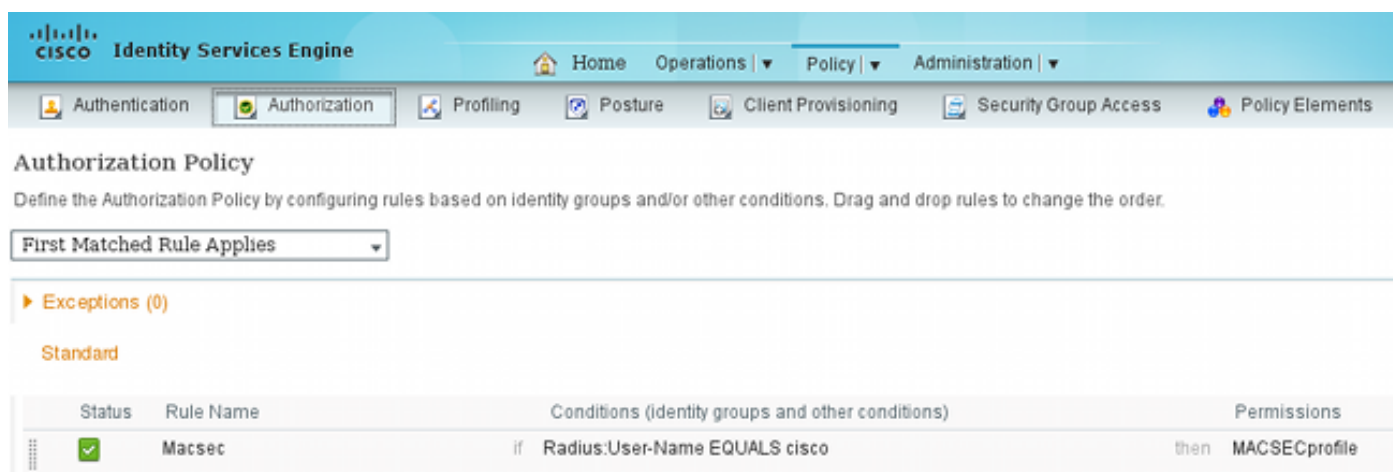 cisco Identity Services Engine
Home Operations | ▼ Policy | ▼ Administration | ▼
Authentication Authorization Profiling Posture Client Provisioning Security Group Access Policy Elements
Authorization Policy
Define the Authorization Policy by configuring rules based on identity groups and/or other conditions. Drag and drop rules to change the order.
First Matched Rule Applies
Exceptions (0)
Standard
Status Rule Name Conditions (identity groups and other conditions) Permissions
Macsec if Radius:User-Name EQUALS cisco then MACSECprofile